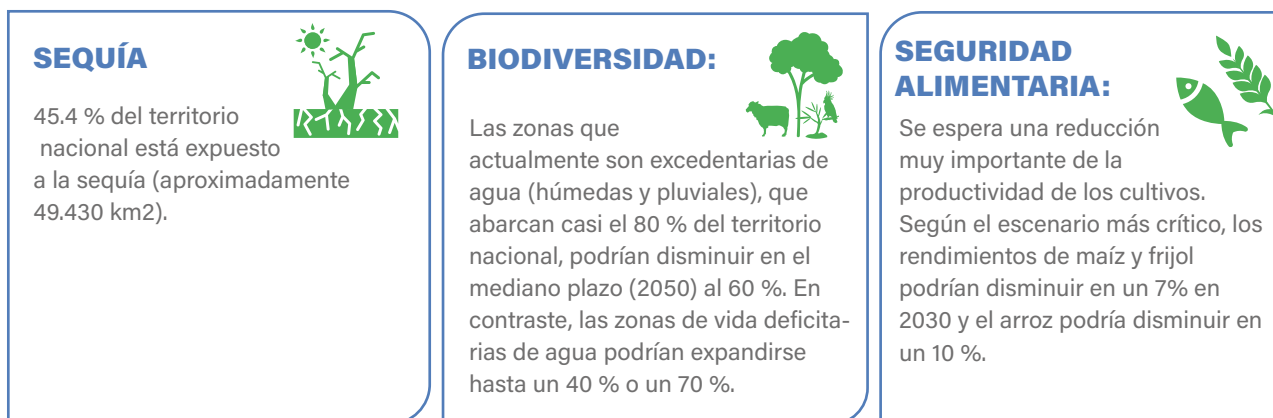 SEQUÍA
45.4 % del territorio
nacional está expuesto
a la sequía (aproximadamente
49.430 km2).
BIODIVERSIDAD:
Las zonas que
actualmente son excedentarias de
agua (húmedas y pluviales), que
abarcan casi el 80 % del territorio
nacional, podrían disminuir en el
mediano plazo (2050) al 60 %. En
contraste, las zonas de vida deficita-
rias de agua podrían expandirse
hasta un 40 % o un 70 %.
SEGURIDAD
ALIMENTARIA:
Se espera una reducción
muy importante de la
productividad de los cultivos.
Según el escenario más crítico, los
rendimientos de maíz y frijol
podrían disminuir en un 7% en
2030 y el arroz podría disminuir en
un 10 %.